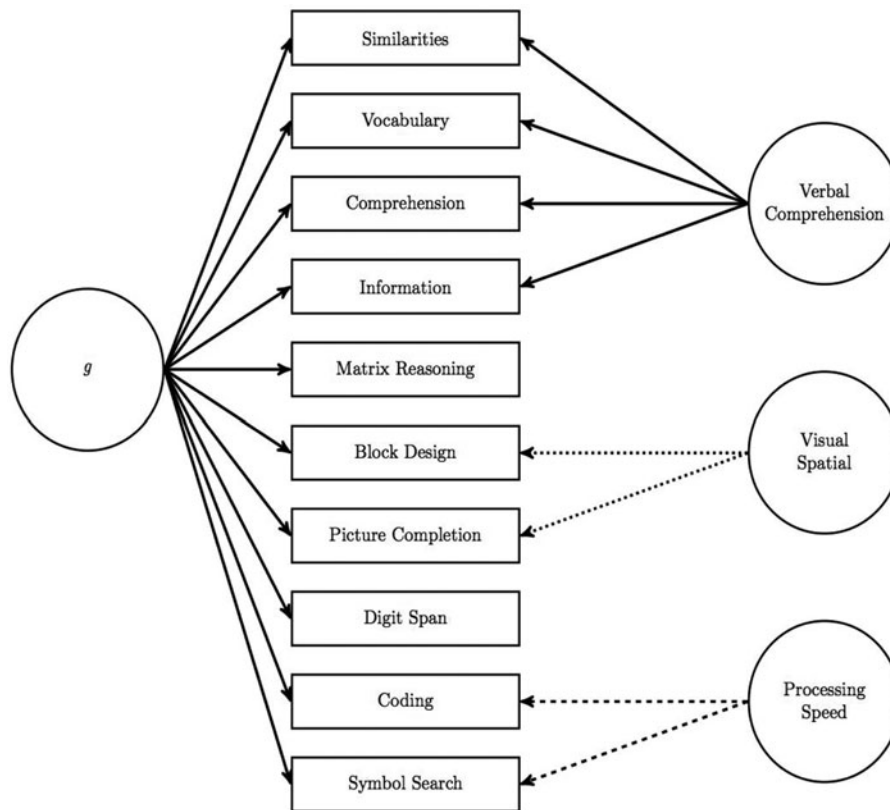 Similarities
Vocabulary
Comprehension
Information
Matrix Reasoning
Block Design
Picture Completion
Digit Span
Coding
Symbol Search
g
Verbal
Comprehension
Visual
Spatial
Processing
Speed